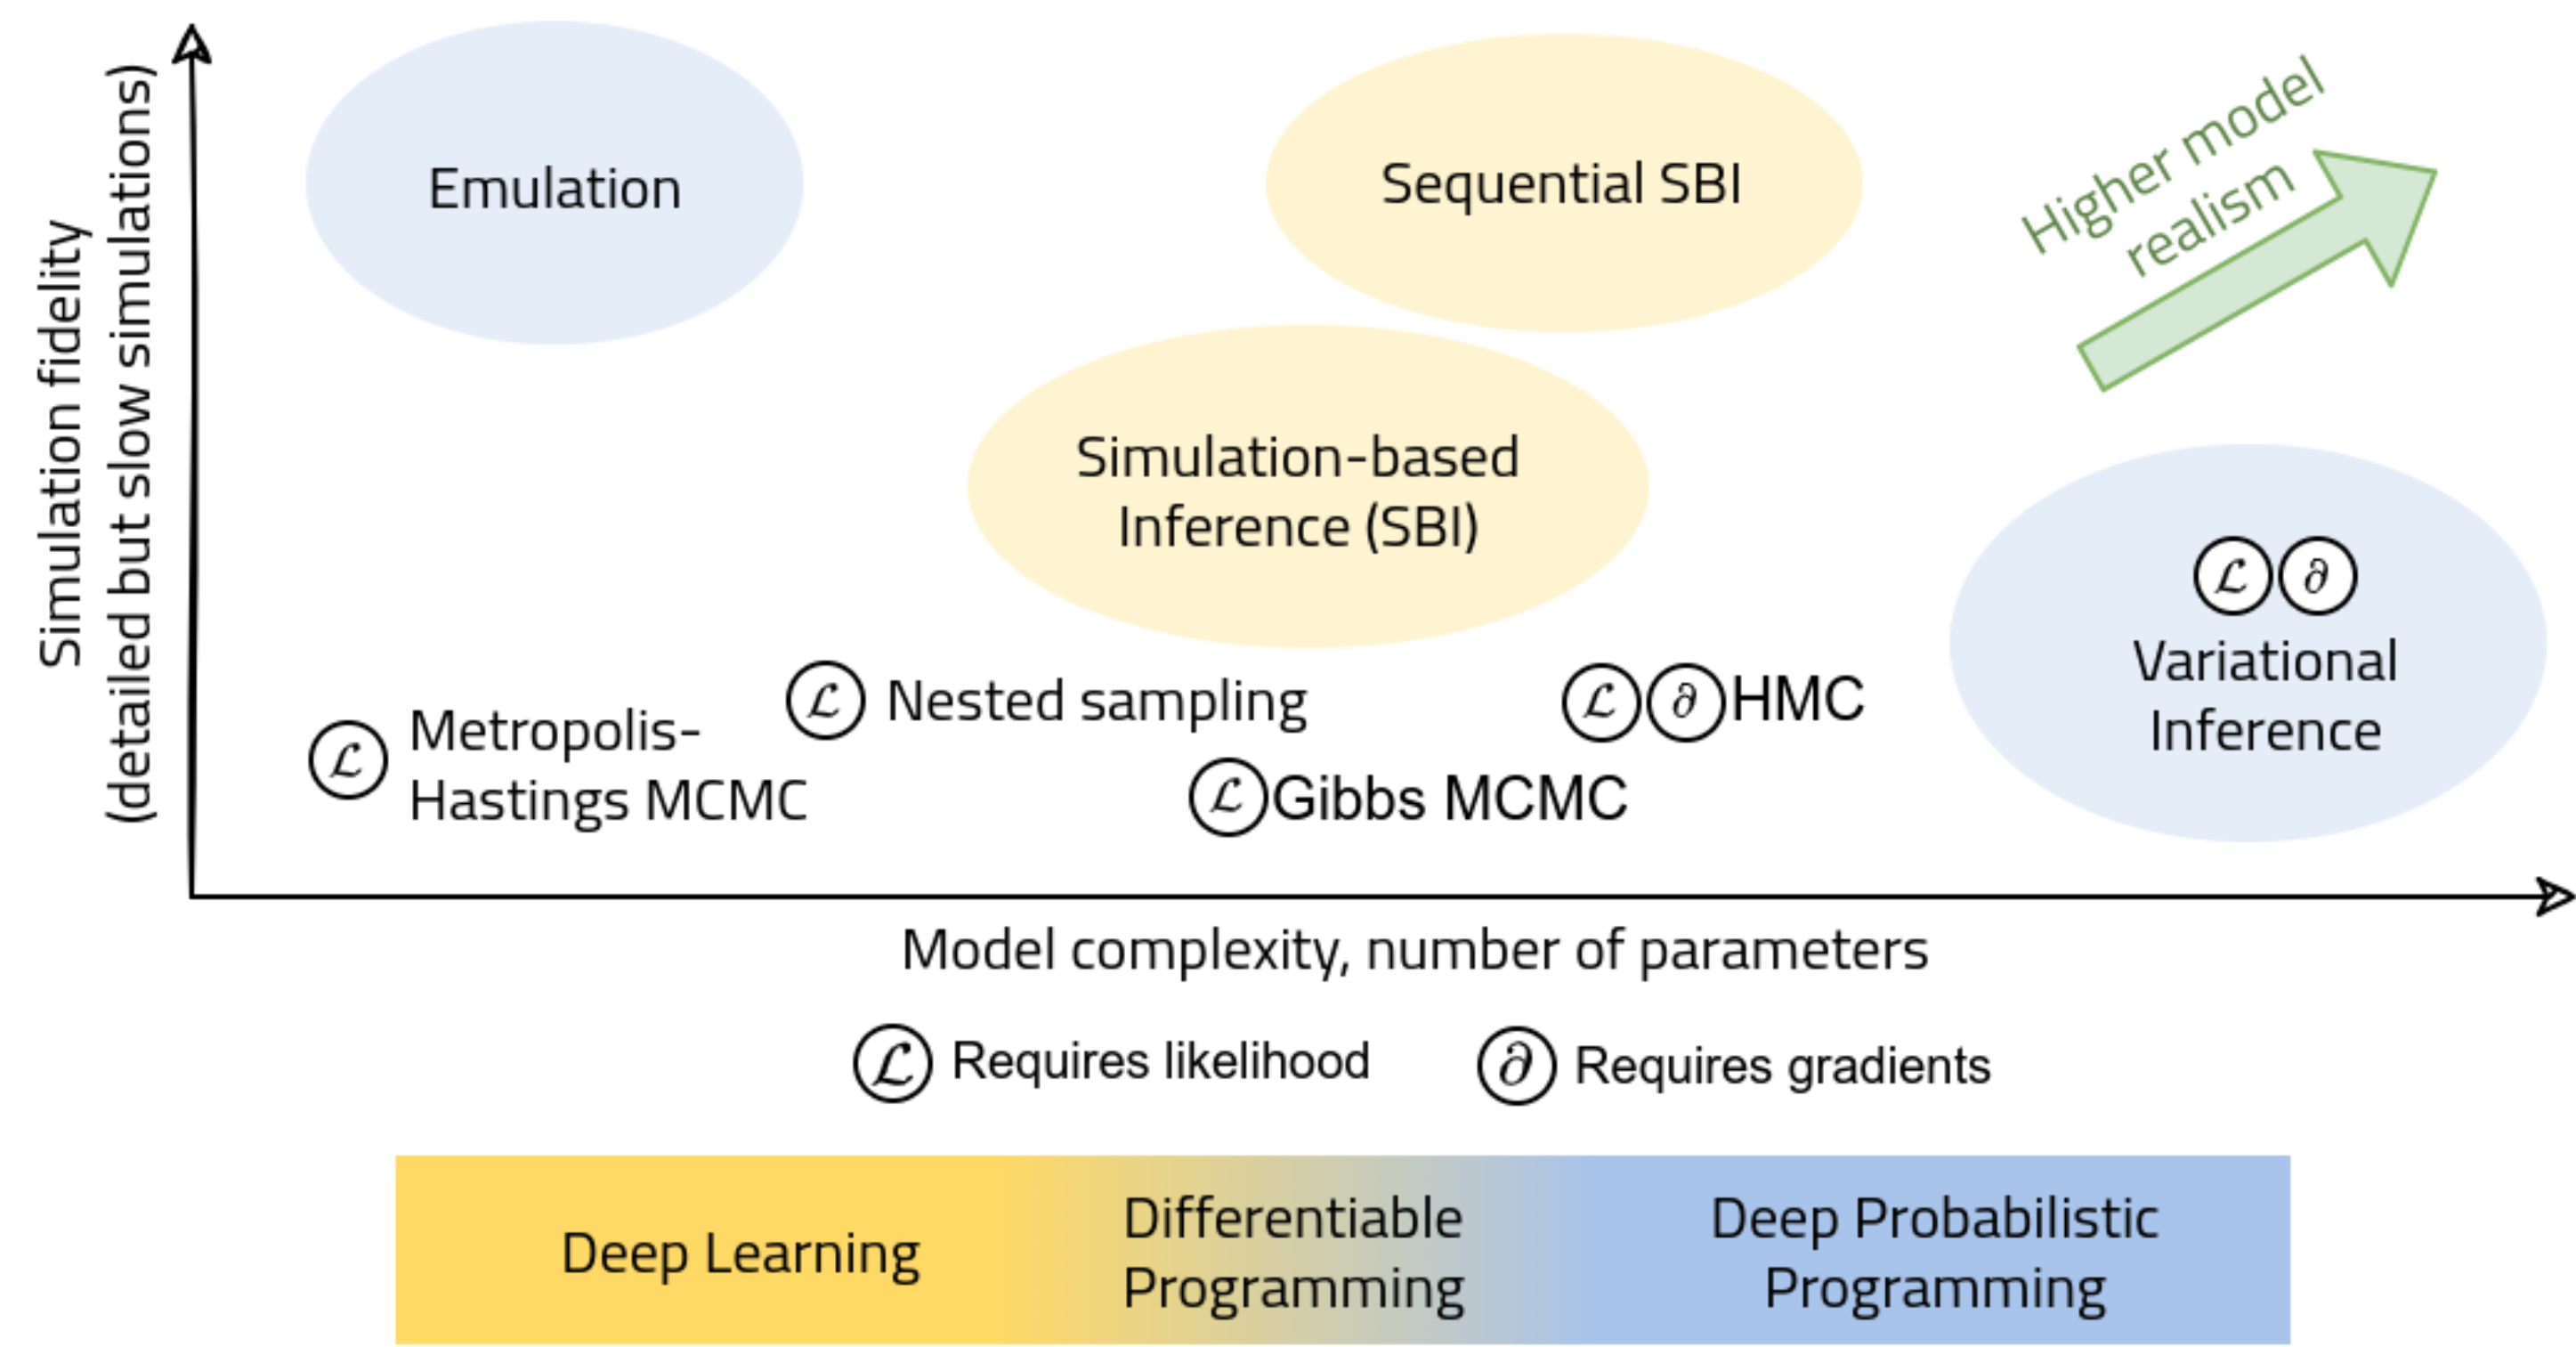 Simulation fidelity
(detailed but slow simulations)
Emulation
Sequential SBI
Higher model
realism
Simulation-based
Inference (SBI)
ℒ ∂
Variational
Inference
ℒ Nested sampling
ℒ ∂ HMC
ℒ Metropolis-
Hastings MCMC
ℒ Gibbs MCMC
Model complexity, number of parameters
ℒ Requires likelihood
∂ Requires gradients
Deep Learning
Differentiable
Programming
Deep Probabilistic
Programming